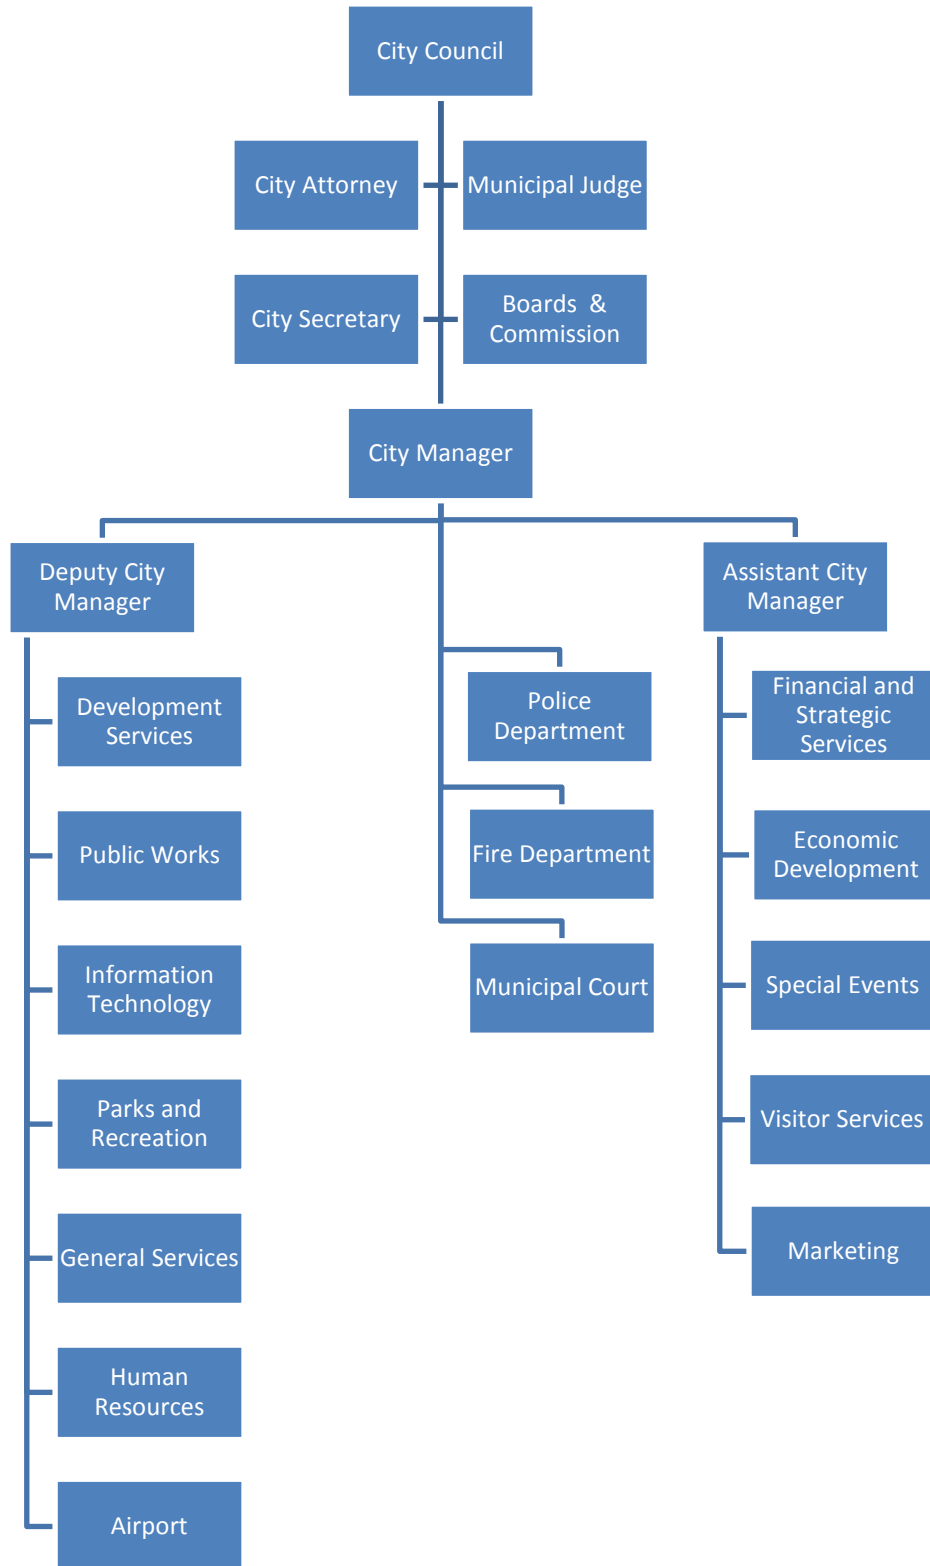 City Council
City Attorney
Municipal Judge
City Secretary
Boards & 
Commission
City Manager
Deputy City
Manager
Assistant City
Manager
Development
Services
Public Works
Information
Technology
Parks and
Recreation
General Services
Human
Resources
Airport
Police
Department
Fire Department
Municipal Court
Financial and
Strategic
Services
Economic
Development
Special Events
Visitor Services
Marketing